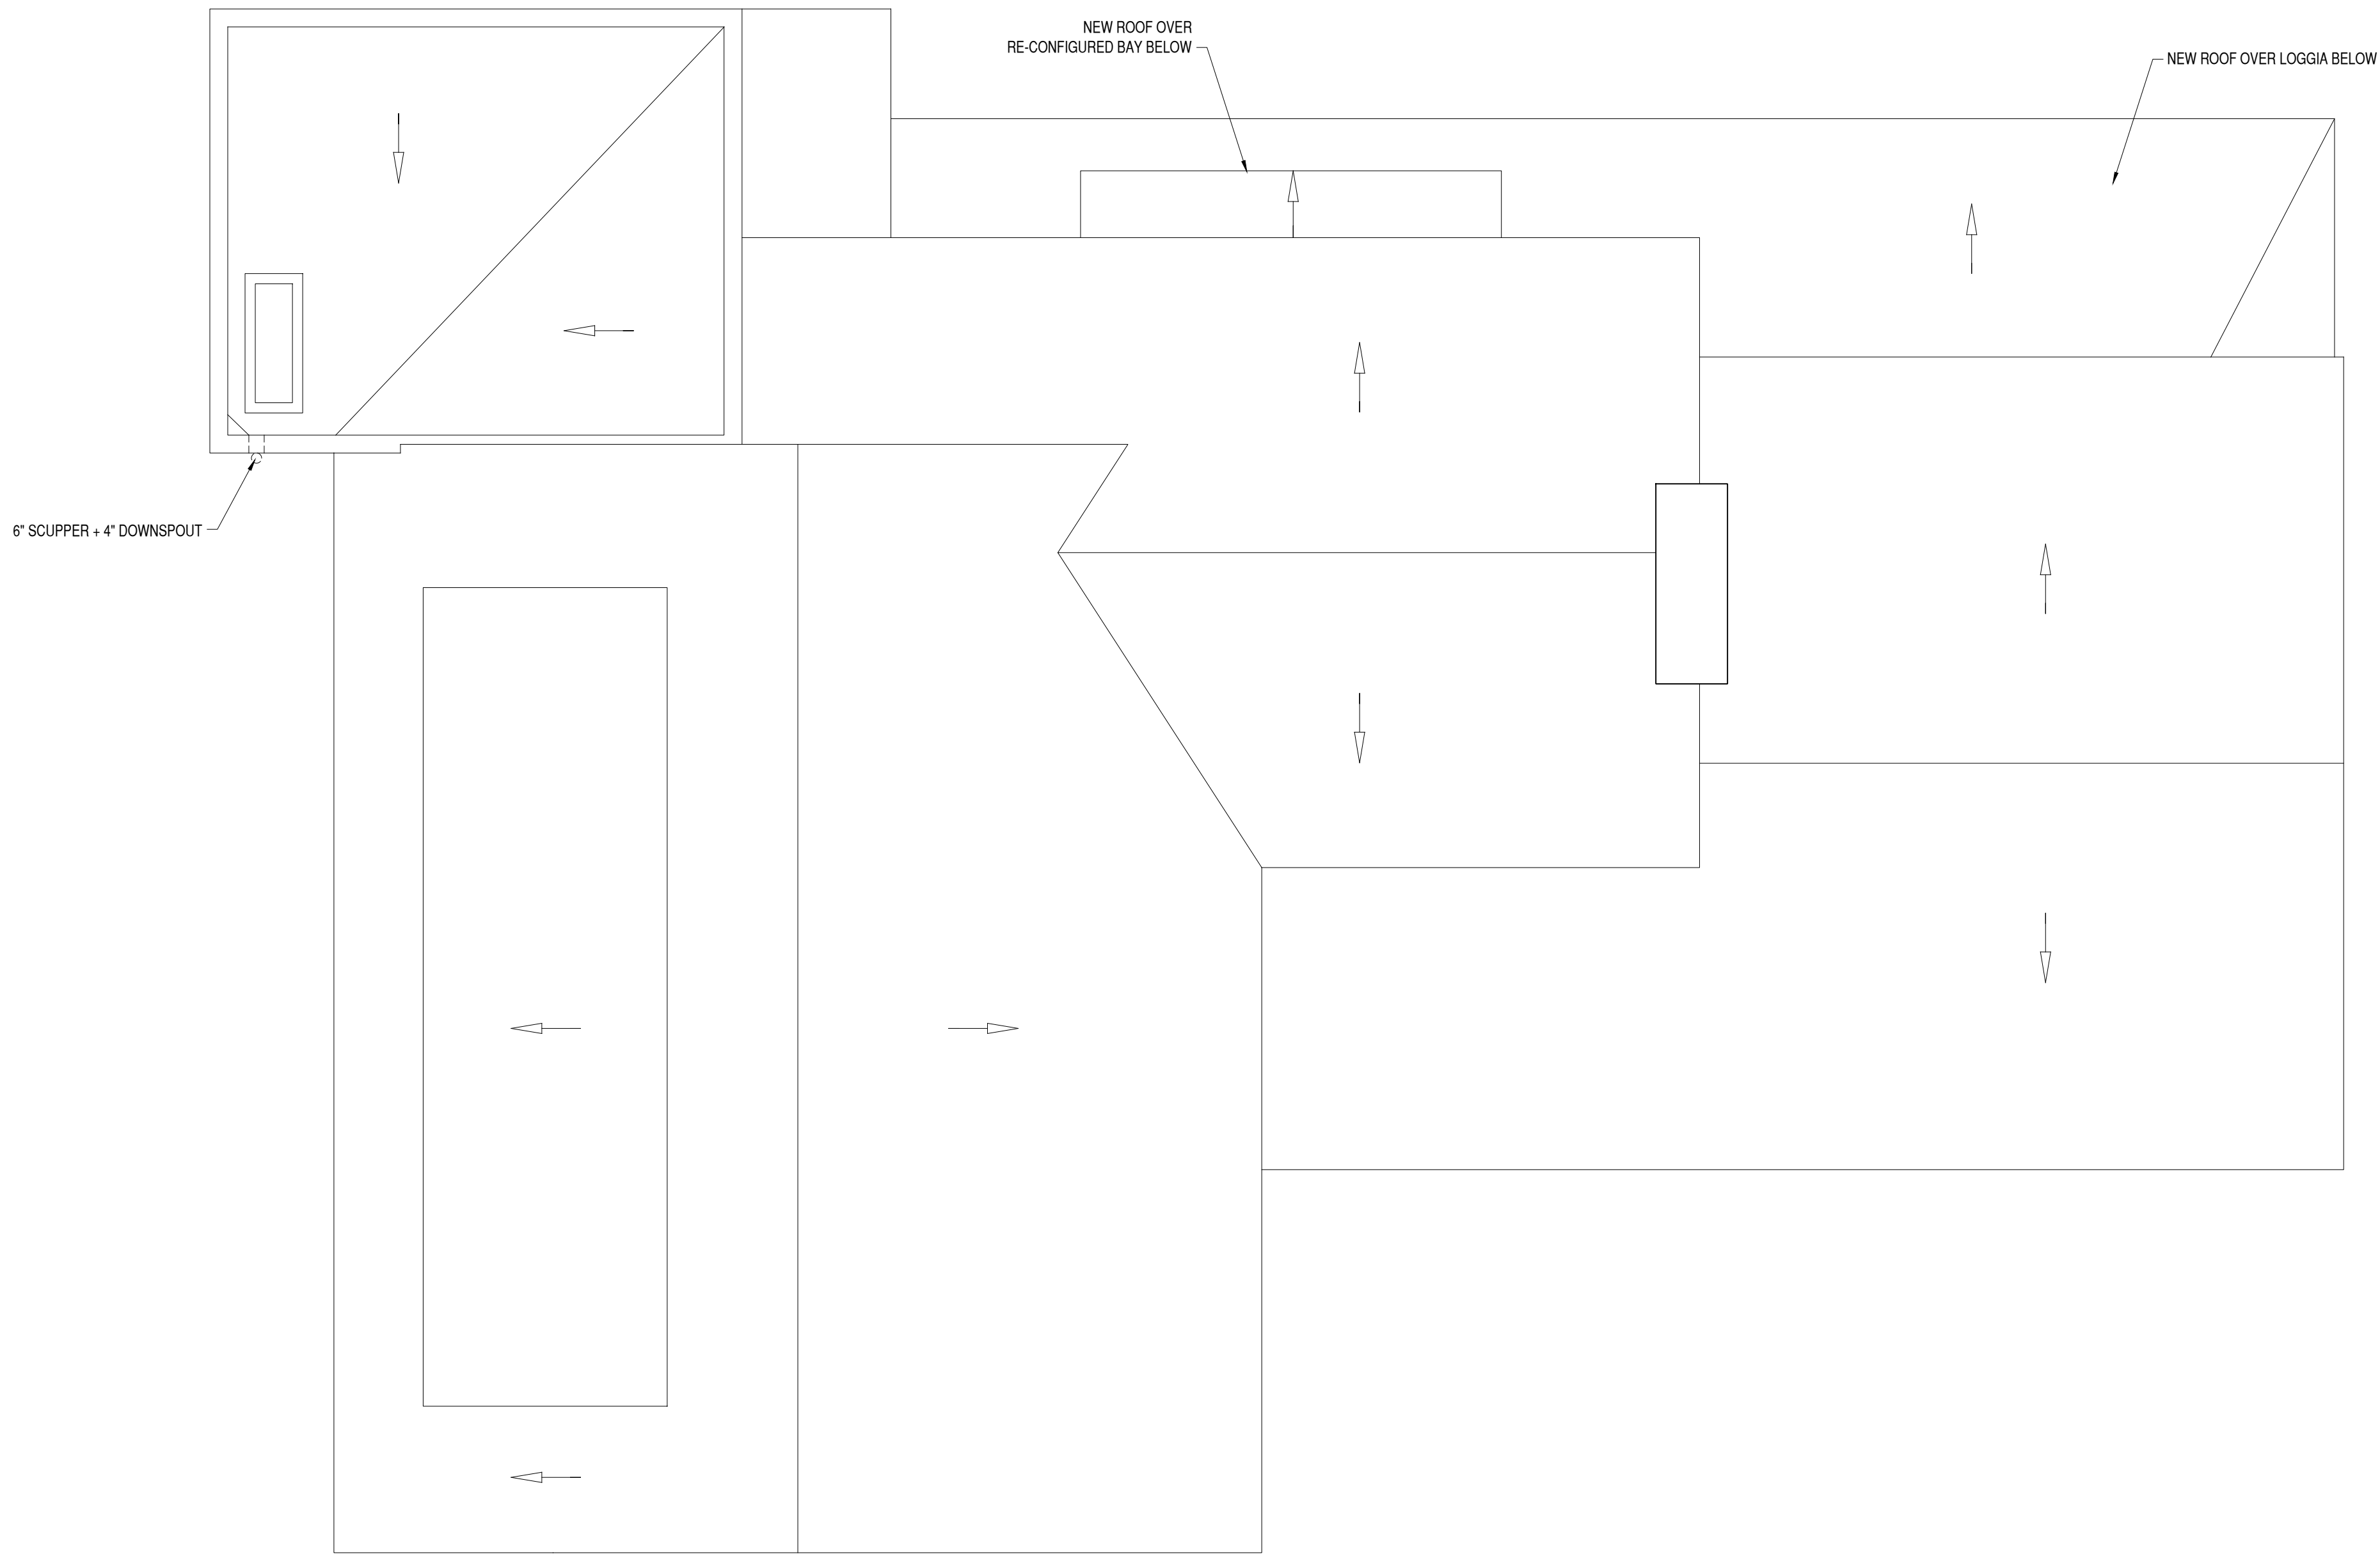 NEW ROOF OVER
RE-CONFIGURED BAY BELOW
NEW ROOF OVER LOGGIA BELOW
6" SCUPPER + 4" DOWNSPOUT